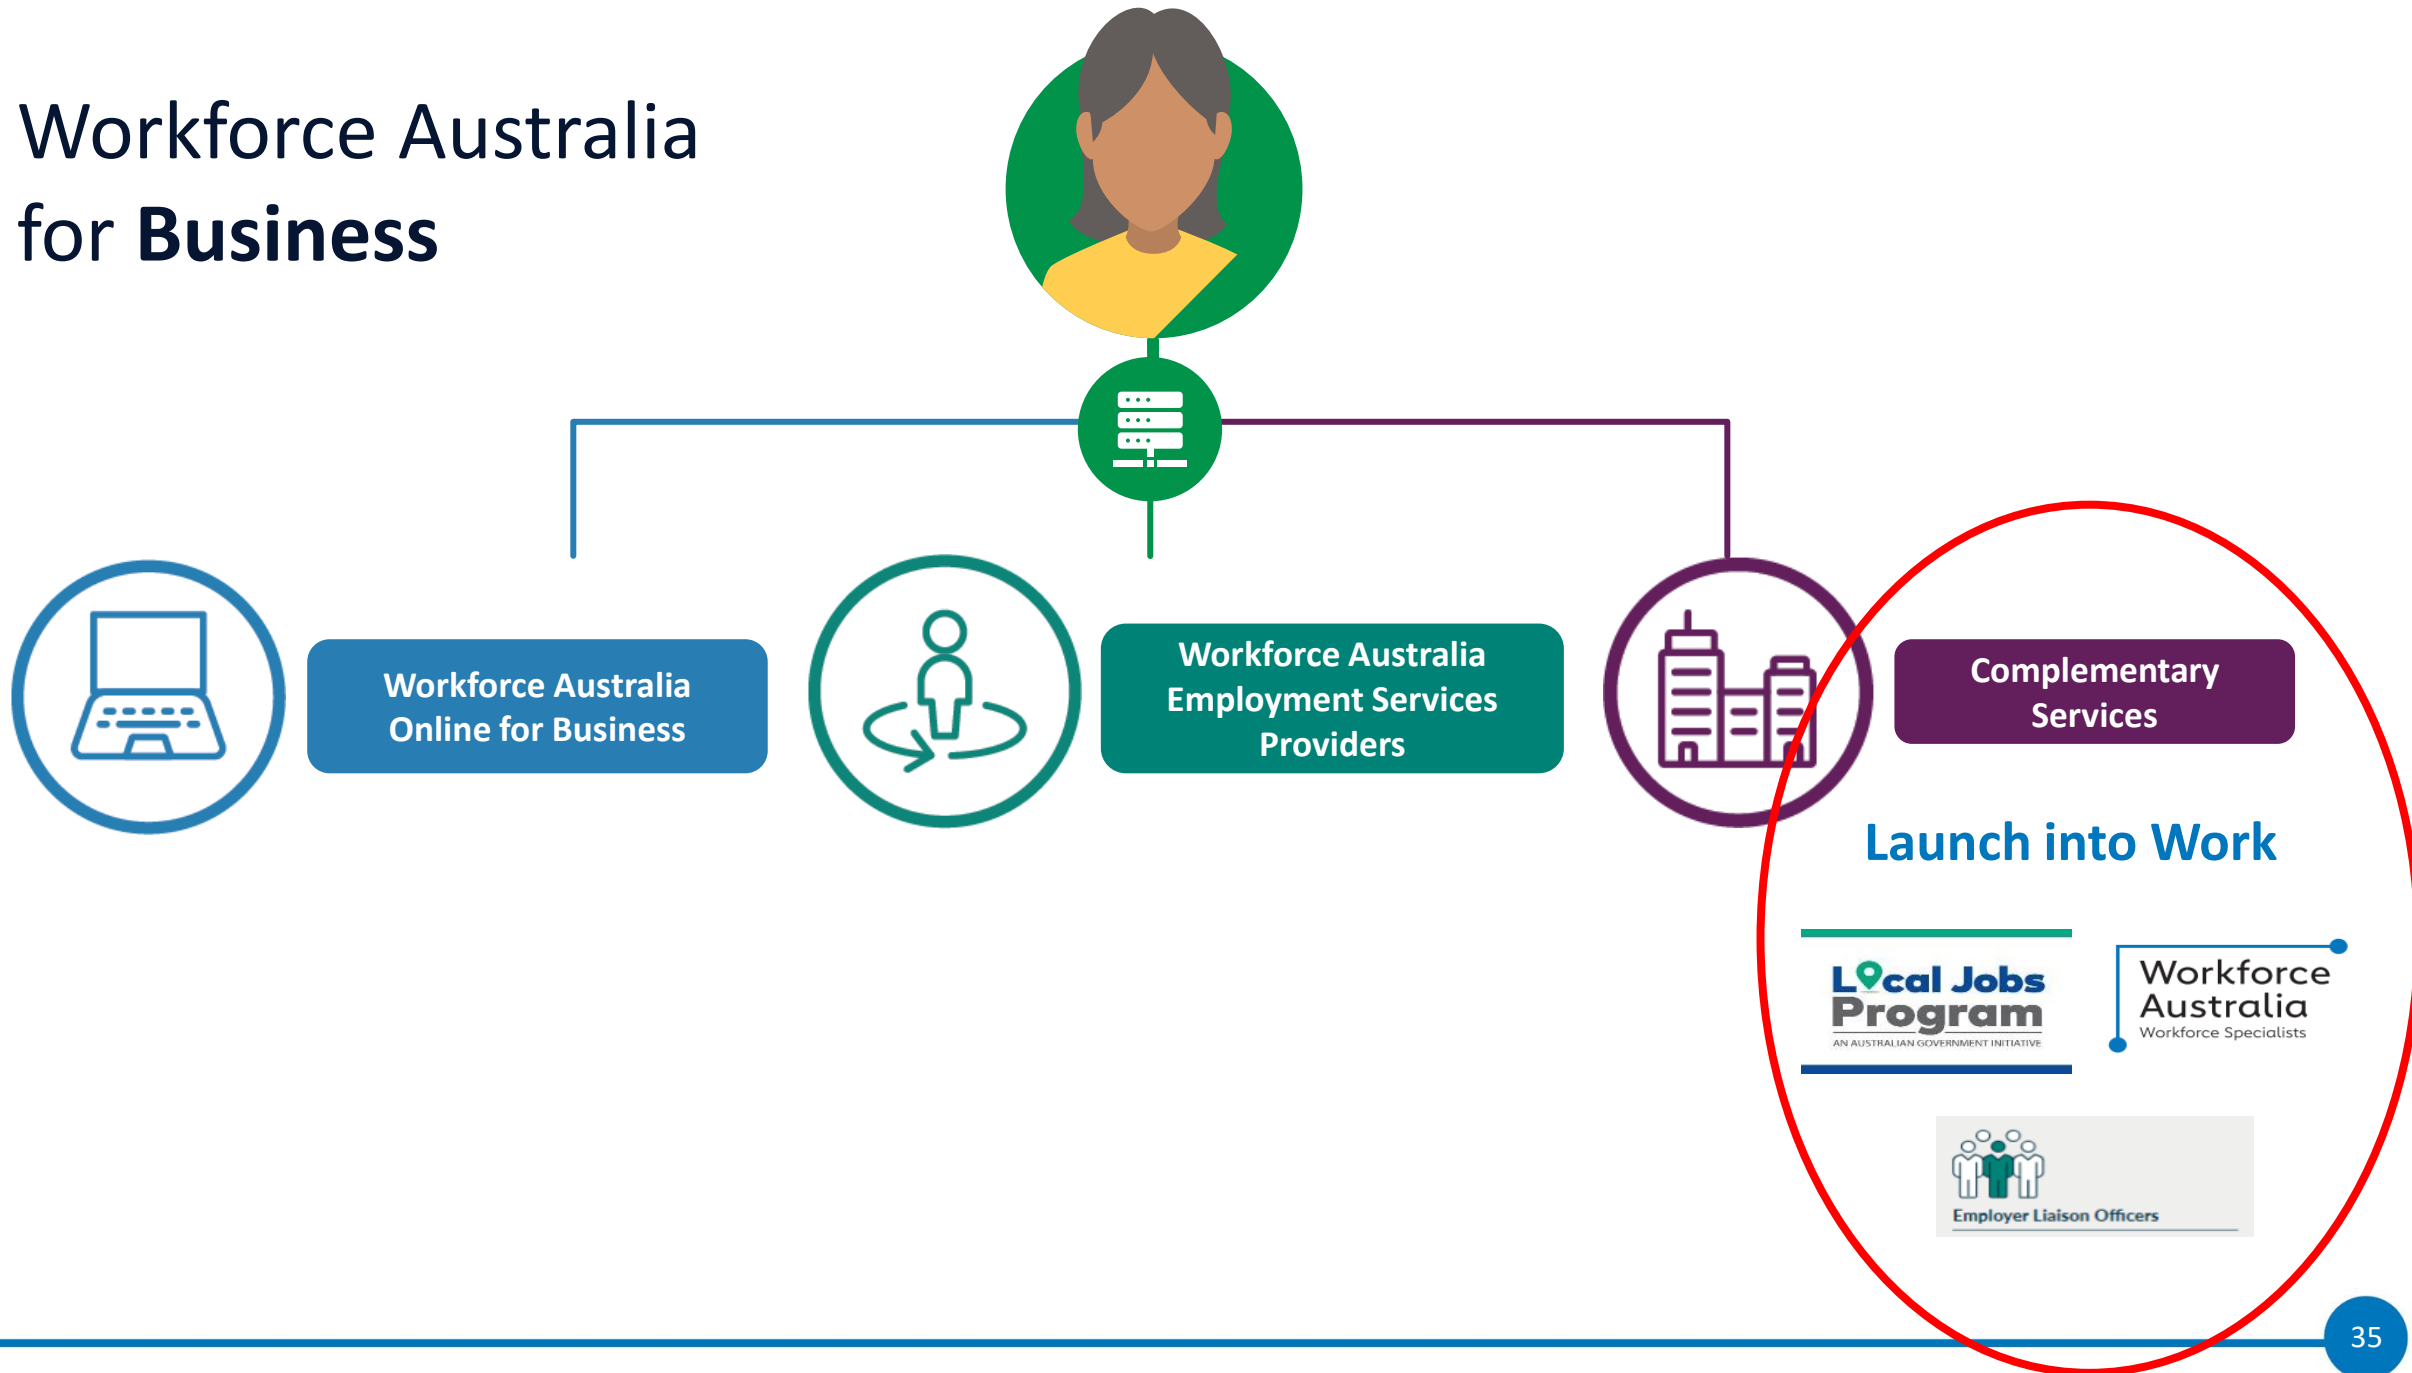 Workforce Australia
for Business
Workforce Australia
Online for Business
Workforce Australia
Employment Services
Providers
Complementary
Services
Launch into Work
Local Jobs
Program
AN AUSTRALIAN GOVERNMENT INITIATIVE
Workforce
Australia
Workforce Specialists
Employer Liaison Officers
35